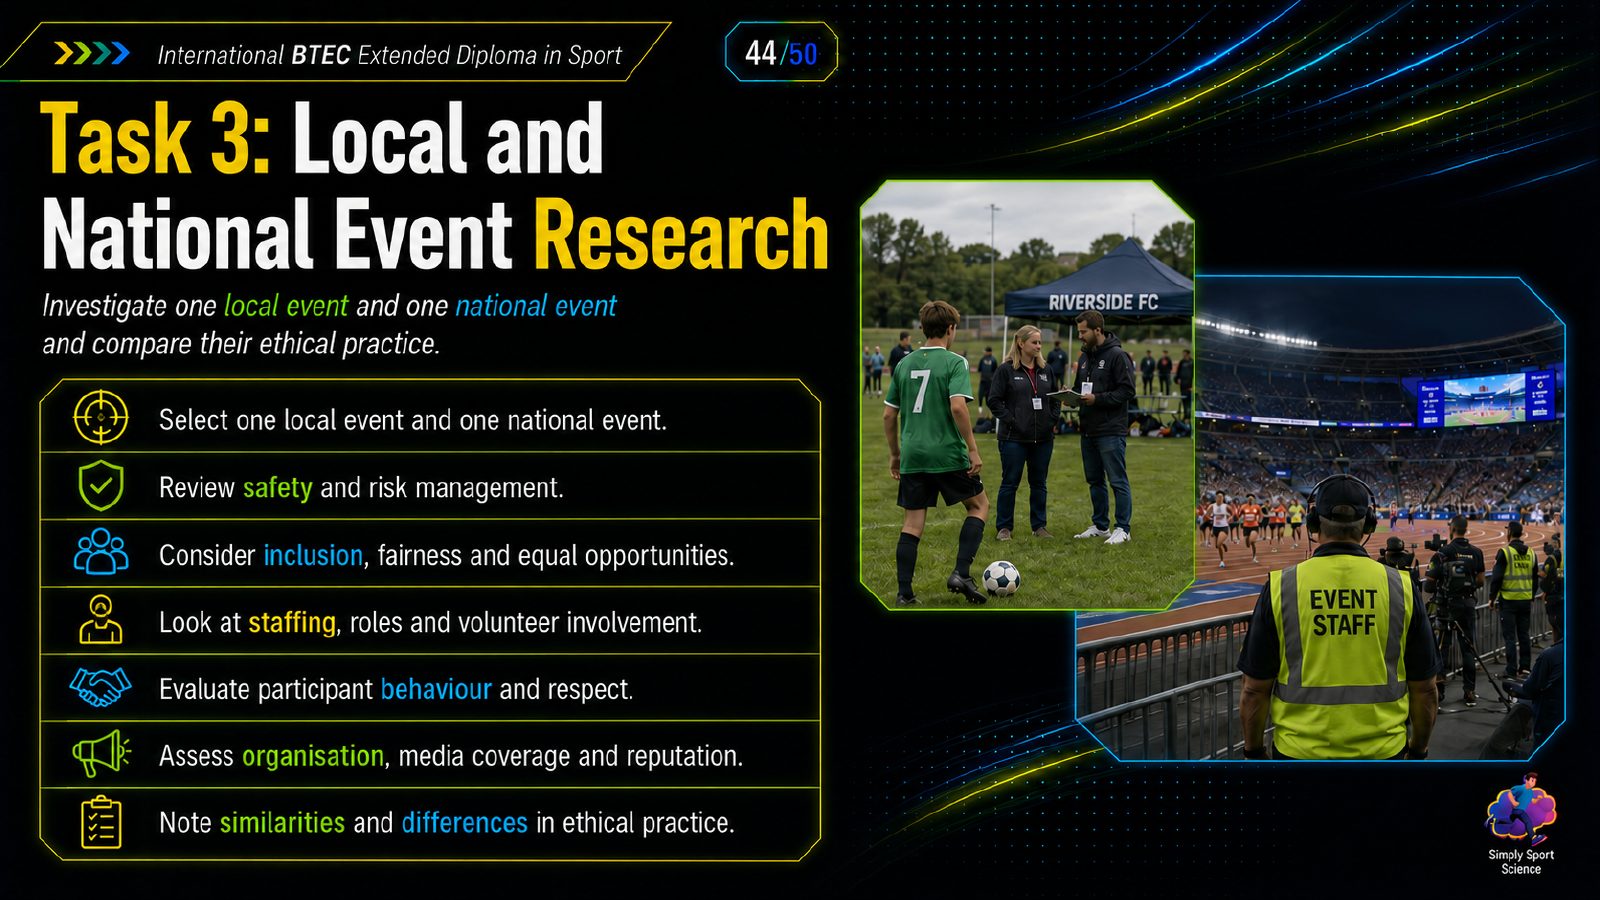 International BTEC Extended Diploma in Sport
44/50
Task 3: Local and
National Event Research
Investigate one local event and one national event
and compare their ethical practice.
Select one local event and one national event.
Review safety and risk management.
Consider inclusion, fairness and equal opportunities.
Look at staffing, roles and volunteer involvement.
Evaluate participant behaviour and respect.
Assess organisation, media coverage and reputation.
Note similarities and differences in ethical practice.
RIVERSIDE FC
7
EVENT
STAFF
Simply Sport
Science